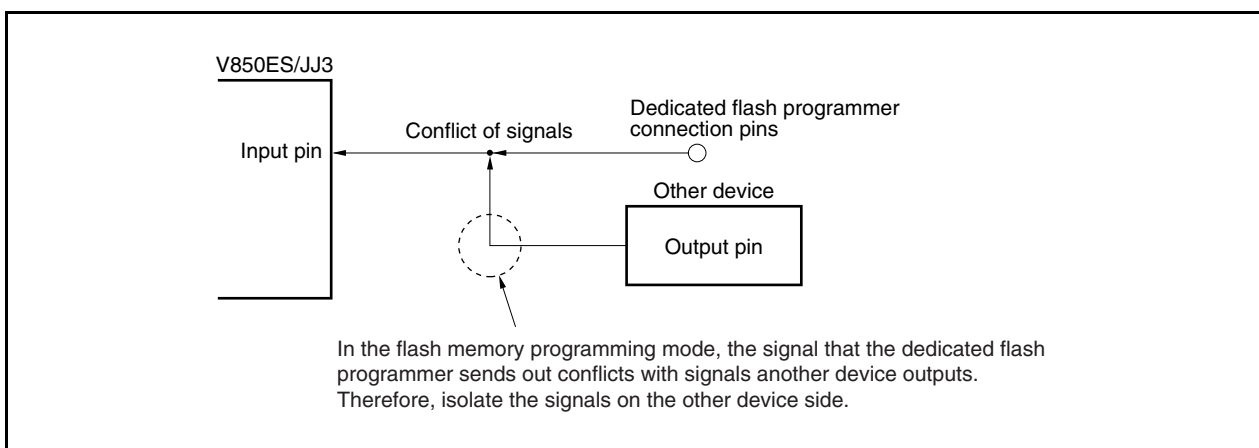 V850ES/JJ3
Dedicated flash programmer
connection pins
Conflict of signals
Input pin
Other device
Output pin
In the flash memory programming mode, the signal that the dedicated flash
programmer sends out conflicts with signals another device outputs.
Therefore, isolate the signals on the other device side.